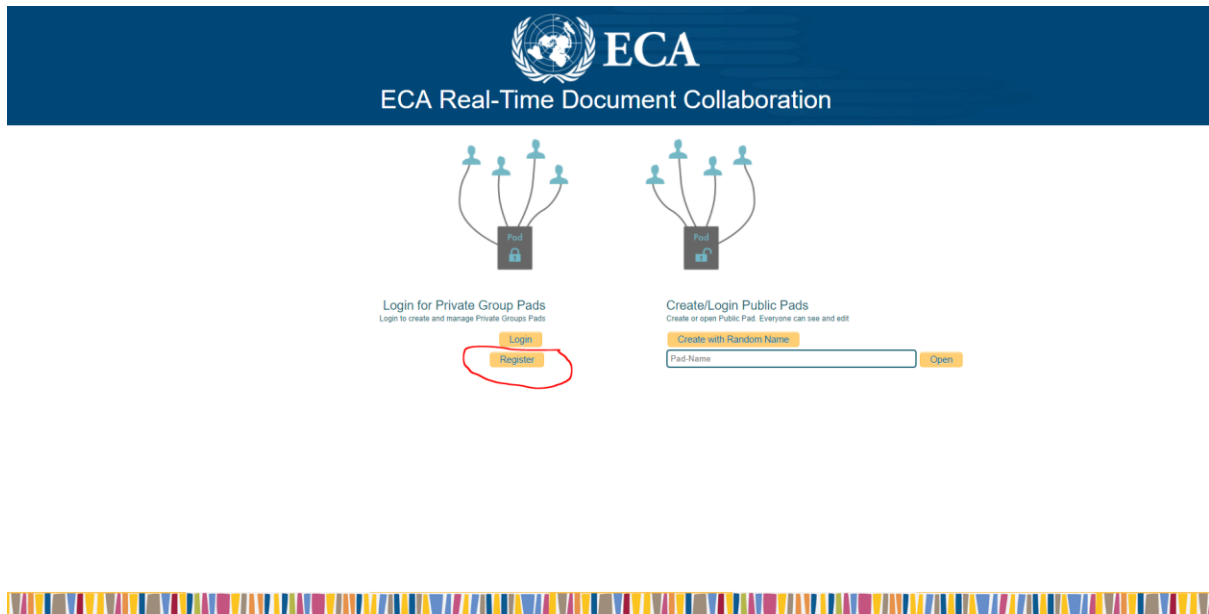 ECA
ECA Real-Time Document Collaboration
Pod
Pod
Login for Private Group Pads
Login to create and manage Private Groups Pads
Login
Register
Create/Login Public Pads
Create or open Public Pad. Everyone can see and edit
Create with Random Name
Pad-Name
Open